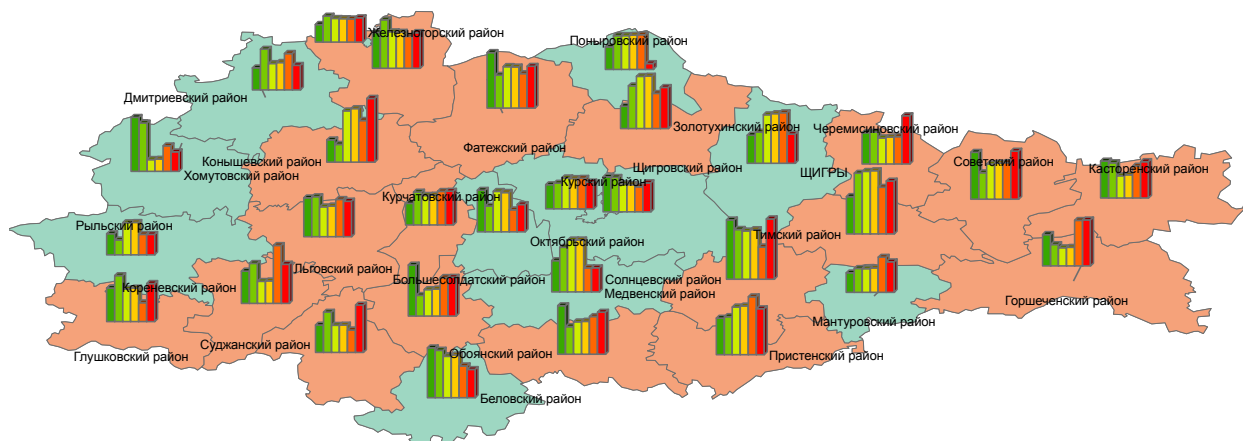 Железногорский район
Поныровский район
Дмитриевский район
Золотухинский район
Черемисиновский район
Фатежский район
Конышевский район
Щигровский район
Советский район
Касторенский район
Хомутовский район
ЩИГРЫ
Курский район
Курчатовский район
Рыльский район
Тимский район
Октябрьский район
Льговский район
Большесолдатский район
Солнцевский район
Кореневский район
Медвенский район
Горшеченский район
Мантуровский район
Суджанский район
Глушковский район
Обоянский район
Пристенский район
Беловский район